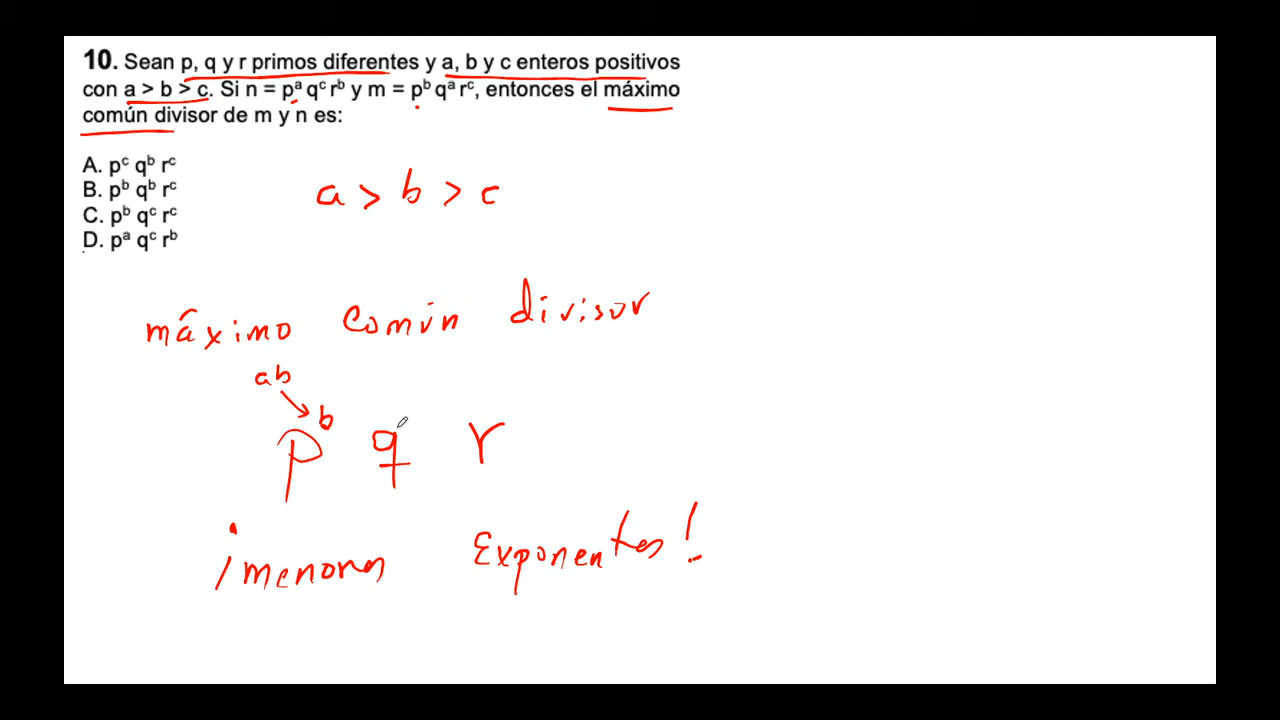 10. Sean p, q y r primos diferentes y a, b y c enteros positivos
con a > b > c. Si n = pᵃ qᶜ rᵇ y m = pᵇ qᵃ rᶜ, entonces el máximo
común divisor de m y n es:
A. pᶜ qᵇ rᶜ
B. pᵇ qᵇ rᶜ
C. pᵇ qᶜ rᶜ
D. pᵃ qᶜ rᵇ
a > b > c
máximo común divisor
ab
pᵇ q r
¡menores Exponentes!